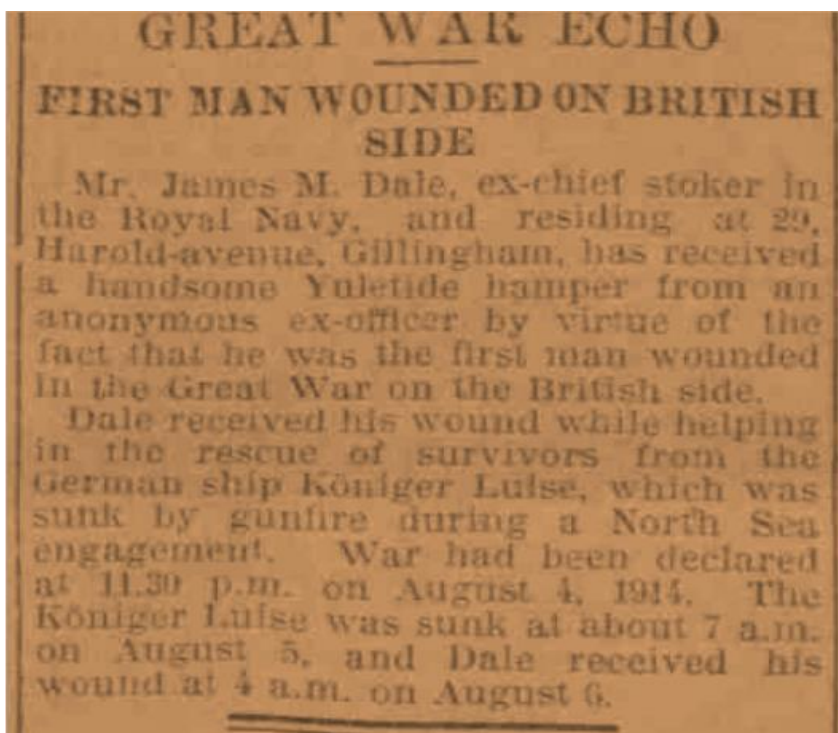 GREAT WAR ECHO
FIRST MAN WOUNDED ON BRITISH
SIDE
Mr. James M. Dale, ex-chief stoker in
the Royal Navy, and residing at 29,
Harold-avenue, Gillingham, has received
a handsome Yuletide hamper from an
anonymous ex-officer by virtue of the
fact that he was the first man wounded
in the Great War on the British side.
Dale received his wound while helping
in the rescue of survivors from the
German ship Königer Luise, which was
sunk by gunfire during a North Sea
engagement. War had been declared
at 11.30 p.m. on August 4, 1914. The
Königer Luise was sunk at about 7 a.m.
on August 5, and Dale received his
wound at 4 a.m. on August 6.